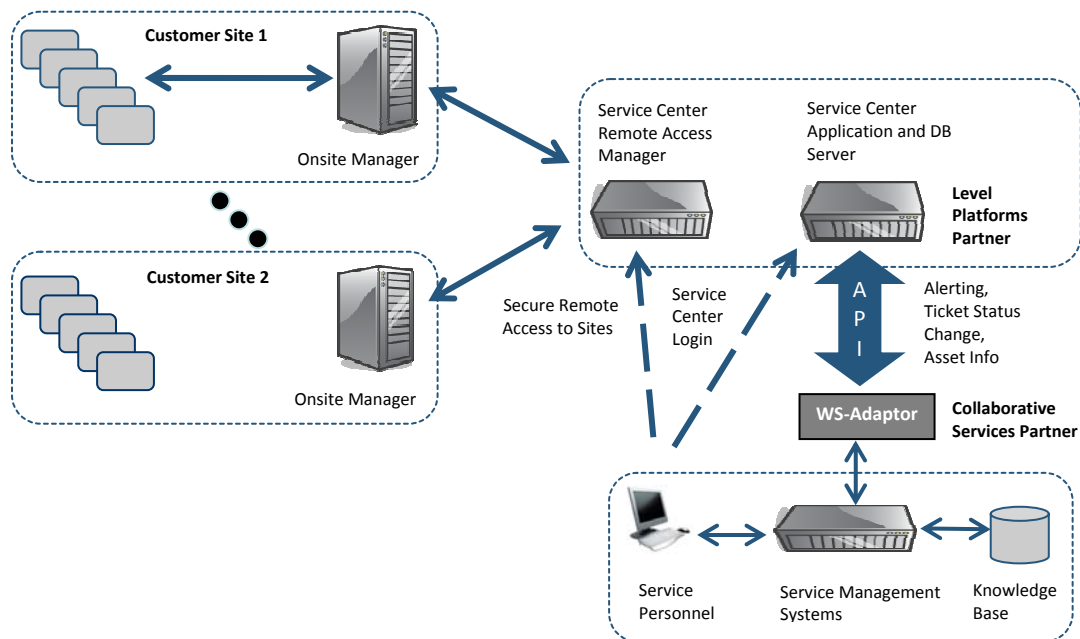 Customer Site 1
Onsite Manager
Customer Site 2
Onsite Manager
Service Center
Remote Access
Manager
Service Center
Application and DB
Server
Level
Platforms
Partner
Secure Remote
Access to Sites
Service
Center
Login
A
P
I
Alerting,
Ticket Status
Change,
Asset Info
WS-Adaptor
Collaborative
Services Partner
Service
Personnel
Service Management
Systems
Knowledge
Base